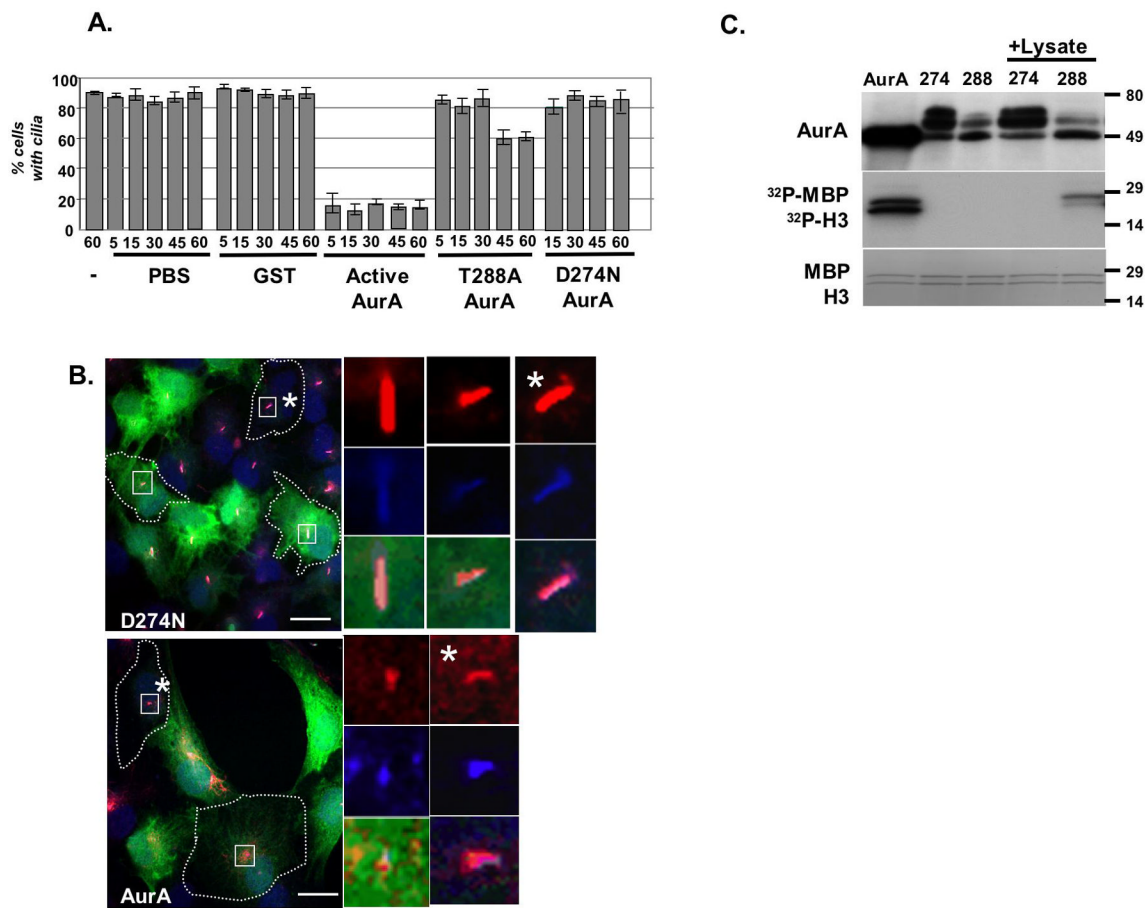 A.
% cells
with cilia
100
80
60
40
20
0
60 5 15 30 45 60 5 15 30 45 60 5 15 30 45 60 5 15 30 45 60 15 30 45 60
- PBS GST Active AurA T288A AurA D274N AurA
B.
*
*
D274N
*
*
AurA
C.
+Lysate
AurA 274 288 274 288
AurA
80
49
32P-MBP
32P-H3
29
14
MBP
H3
29
14